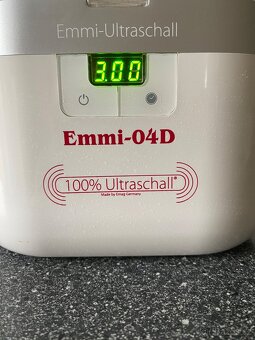 Emmi-Ultraschall
3.00
Emmi-04D
100% Ultraschall®
Made by Emag Germany